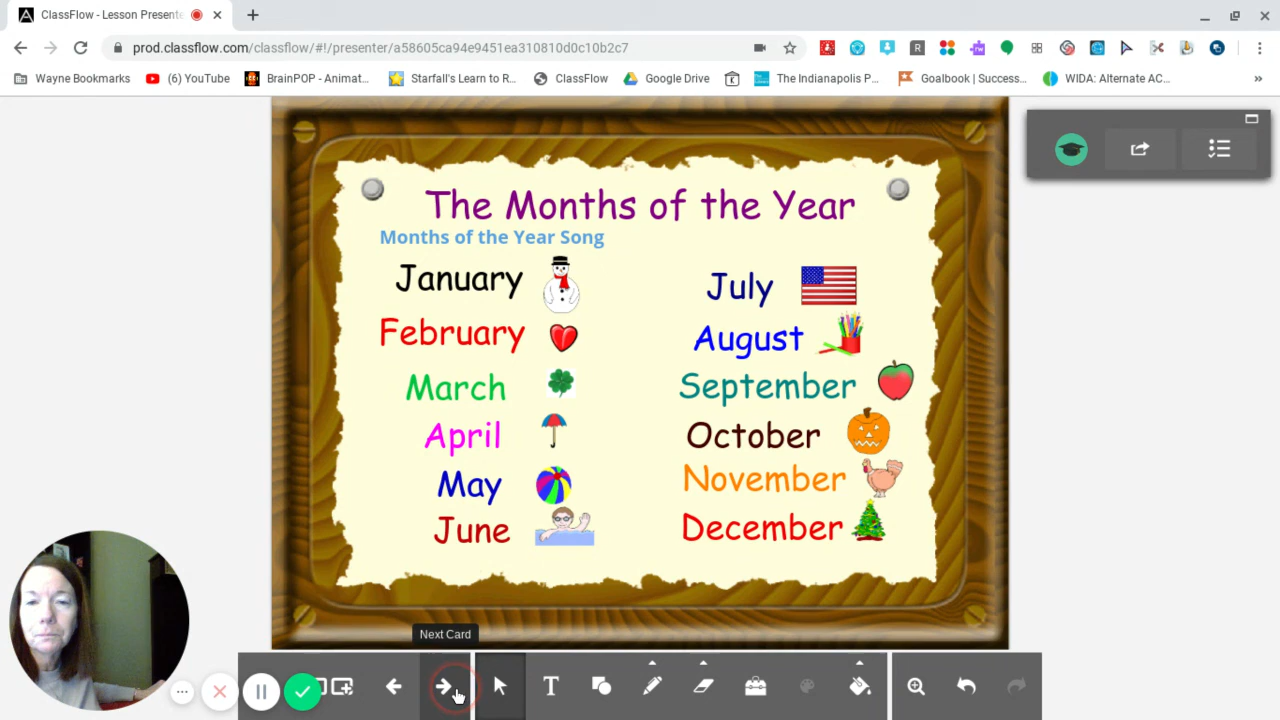 ClassFlow - Lesson Presente
prod.classflow.com/classflow/#!/presenter/a58605ca94e9451ea310810d0c10b2c7
Wayne Bookmarks
(6) YouTube
BrainPOP - Animat...
Starfall's Learn to R...
ClassFlow
Google Drive
The Indianapolis P...
Goalbook | Success...
WIDA: Alternate AC...
»
The Months of the Year
Months of the Year Song
January
February
March
April
May
June
July
August
September
October
November
December
Next Card
T